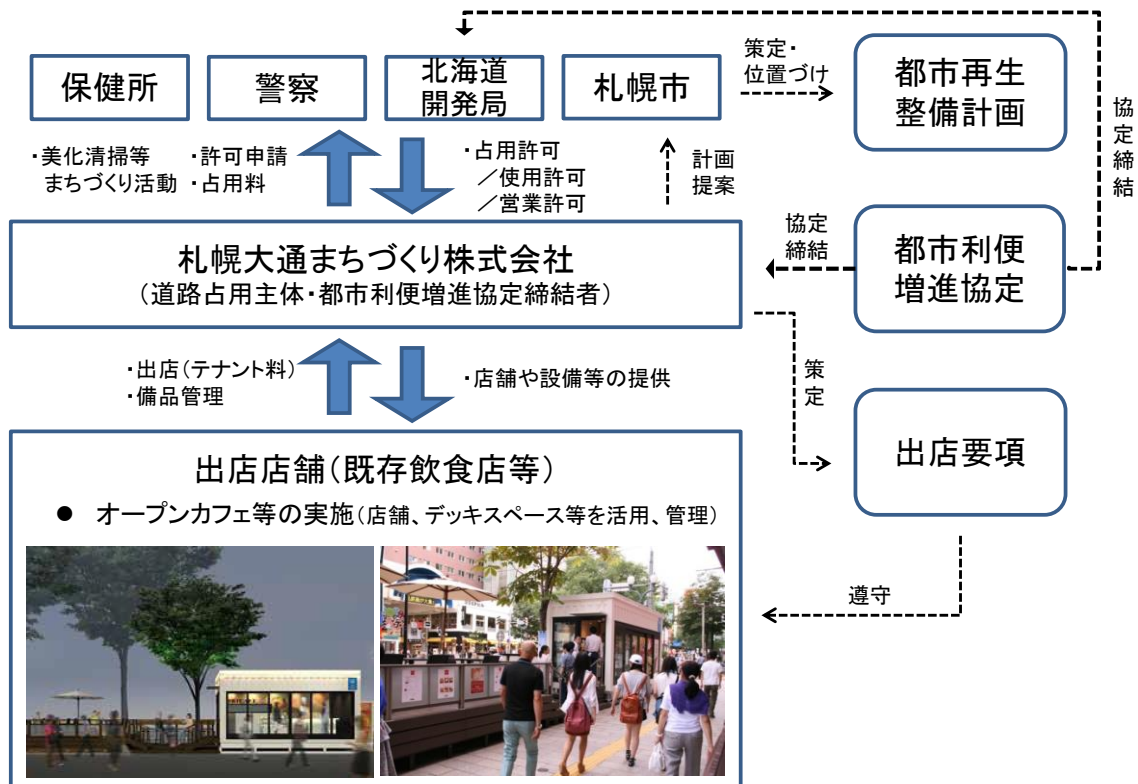 保健所
警察
北海道
開発局
札幌市
策定・
位置づけ
都市再生
整備計画
協定締結
・美化清掃等
まちづくり活動
・許可申請
・占用料
・占用許可
／使用許可
／営業許可
計画
提案
札幌大通まちづくり株式会社
（道路占用主体・都市利便増進協定締結者）
協定
締結
都市利便
増進協定
・出店（テナント料）
・備品管理
・店舗や設備等の提供
策定
出店要項
出店店舗（既存飲食店等）
● オープンカフェ等の実施（店舗、デッキスペース等を活用、管理）
遵守